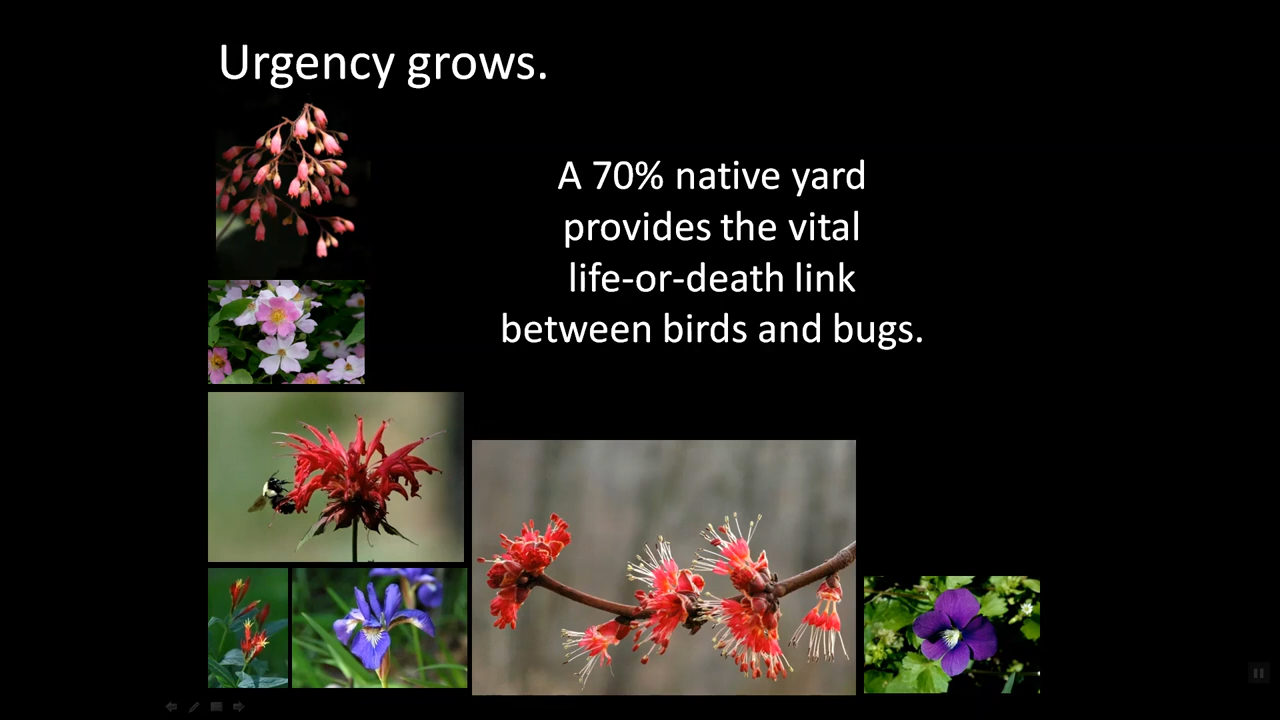 Urgency grows.
A 70% native yard
provides the vital
life-or-death link
between birds and bugs.